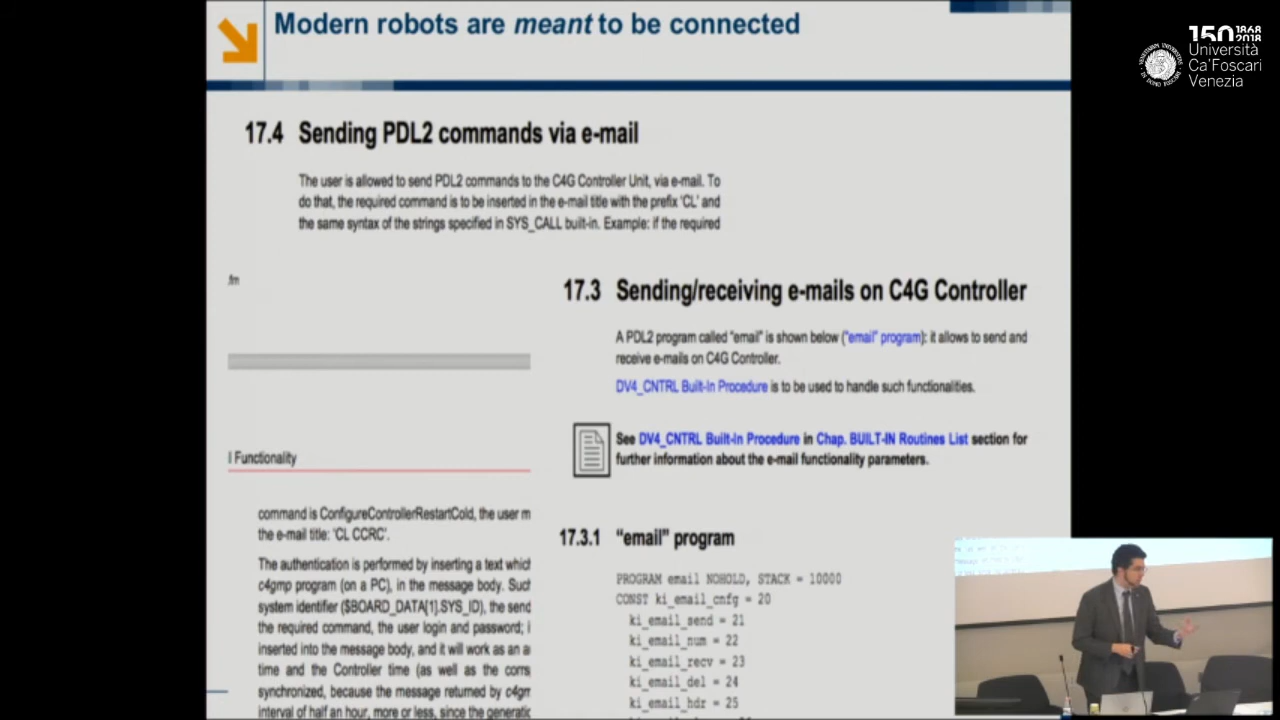 Modern robots are meant to be connected
150 1868 2018
Università
Ca'Foscari
Venezia
17.4 Sending PDL2 commands via e-mail
The user is allowed to send PDL2 commands to the C4G Controller Unit, via e-mail. To
do that, the required command is to be inserted in the e-mail title with the prefix 'CL' and
the same syntax of the strings specified in SYS_CALL built-in. Example: if the required
.fm
l Functionality
command is ConfigureControllerRestartCold, the user m
the e-mail title: 'CL CCRC'.
The authentication is performed by inserting a text which
c4gmp program (on a PC), in the message body. Such
system identifier ($BOARD_DATA[1].SYS_ID), the send
the required command, the user login and password; i
inserted into the message body, and it will work as an a
time and the Controller time (as well as the corres
synchronized, because the message returned by c4gm
interval of half an hour, more or less, since the generatio
17.3 Sending/receiving e-mails on C4G Controller
A PDL2 program called "email" is shown below ("email" program): it allows to send and
receive e-mails on C4G Controller.
DV4_CNTRL Built-In Procedure is to be used to handle such functionalities.
See DV4_CNTRL Built-In Procedure in Chap. BUILT-IN Routines List section for
further information about the e-mail functionality parameters.
17.3.1 "email" program
PROGRAM email NOHOLD, STACK = 10000
CONST ki_email_cnfg = 20
ki_email_send = 21
ki_email_num = 22
ki_email_recv = 23
ki_email_del = 24
ki_email_hdr = 25